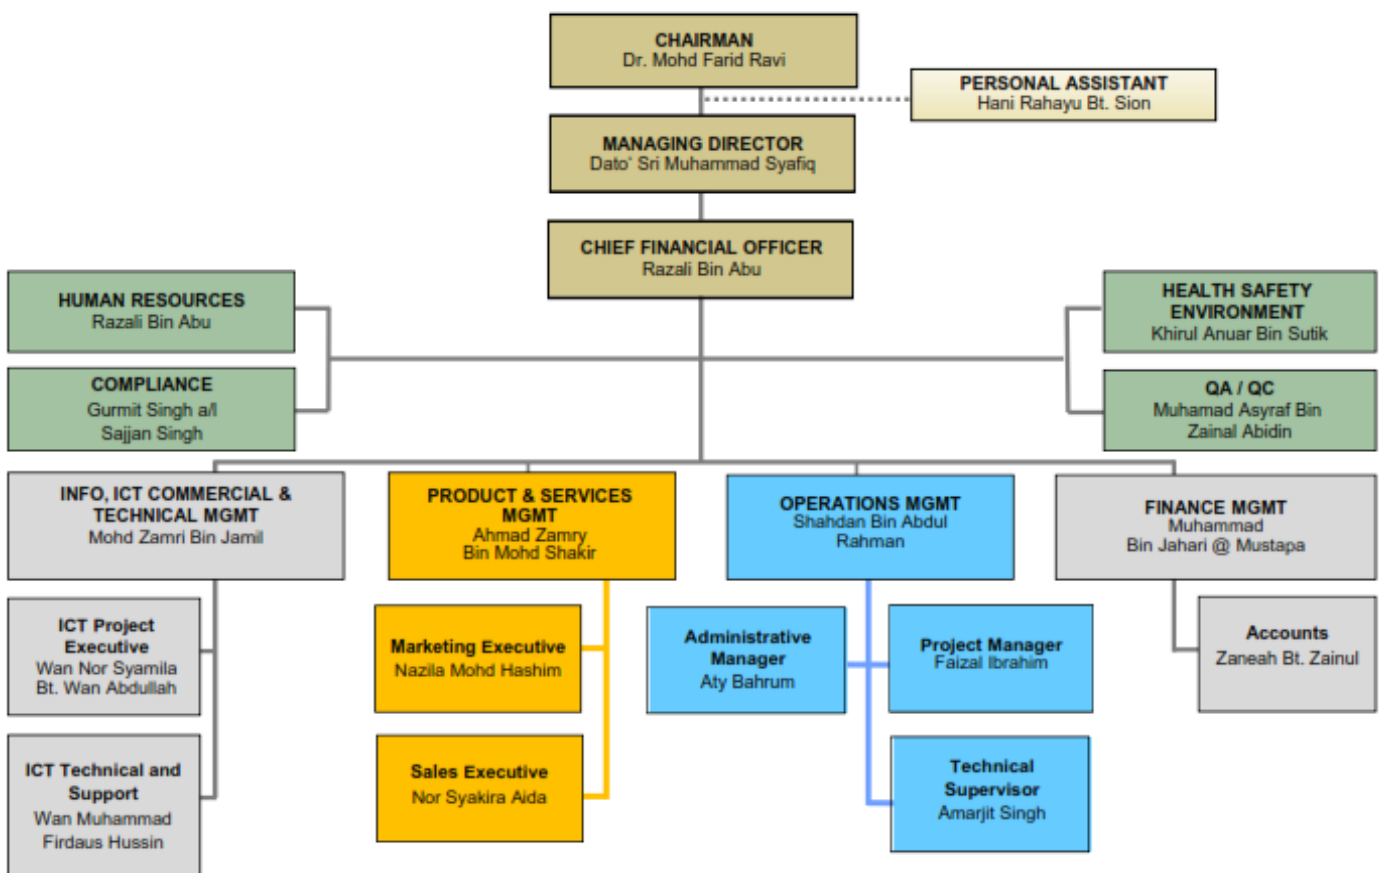 CHAIRMAN
Dr. Mohd Farid Ravi
PERSONAL ASSISTANT
Hani Rahayu Bt. Sion
MANAGING DIRECTOR
Dato' Sri Muhammad Syafiq
CHIEF FINANCIAL OFFICER
Razali Bin Abu
HUMAN RESOURCES
Razali Bin Abu
HEALTH SAFETY
ENVIRONMENT
Khirul Anuar Bin Sutik
COMPLIANCE
Gurmit Singh a/l
Sajjan Singh
QA / QC
Muhamad Asyraf Bin
Zainal Abidin
INFO, ICT COMMERCIAL &
TECHNICAL MGMT
Mohd Zamri Bin Jamil
PRODUCT & SERVICES
MGMT
Ahmad Zamry
Bin Mohd Shakir
OPERATIONS MGMT
Shahdan Bin Abdul
Rahman
FINANCE MGMT
Muhammad
Bin Jahari @ Mustapa
ICT Project
Executive
Wan Nor Syamila
Bt. Wan Abdullah
Marketing Executive
Nazila Mohd Hashim
Administrative
Manager
Aty Bahrum
Project Manager
Faizal Ibrahim
Accounts
Zaneah Bt. Zainul
ICT Technical and
Support
Wan Muhammad
Firdaus Hussin
Sales Executive
Nor Syakira Aida
Technical
Supervisor
Amarjit Singh